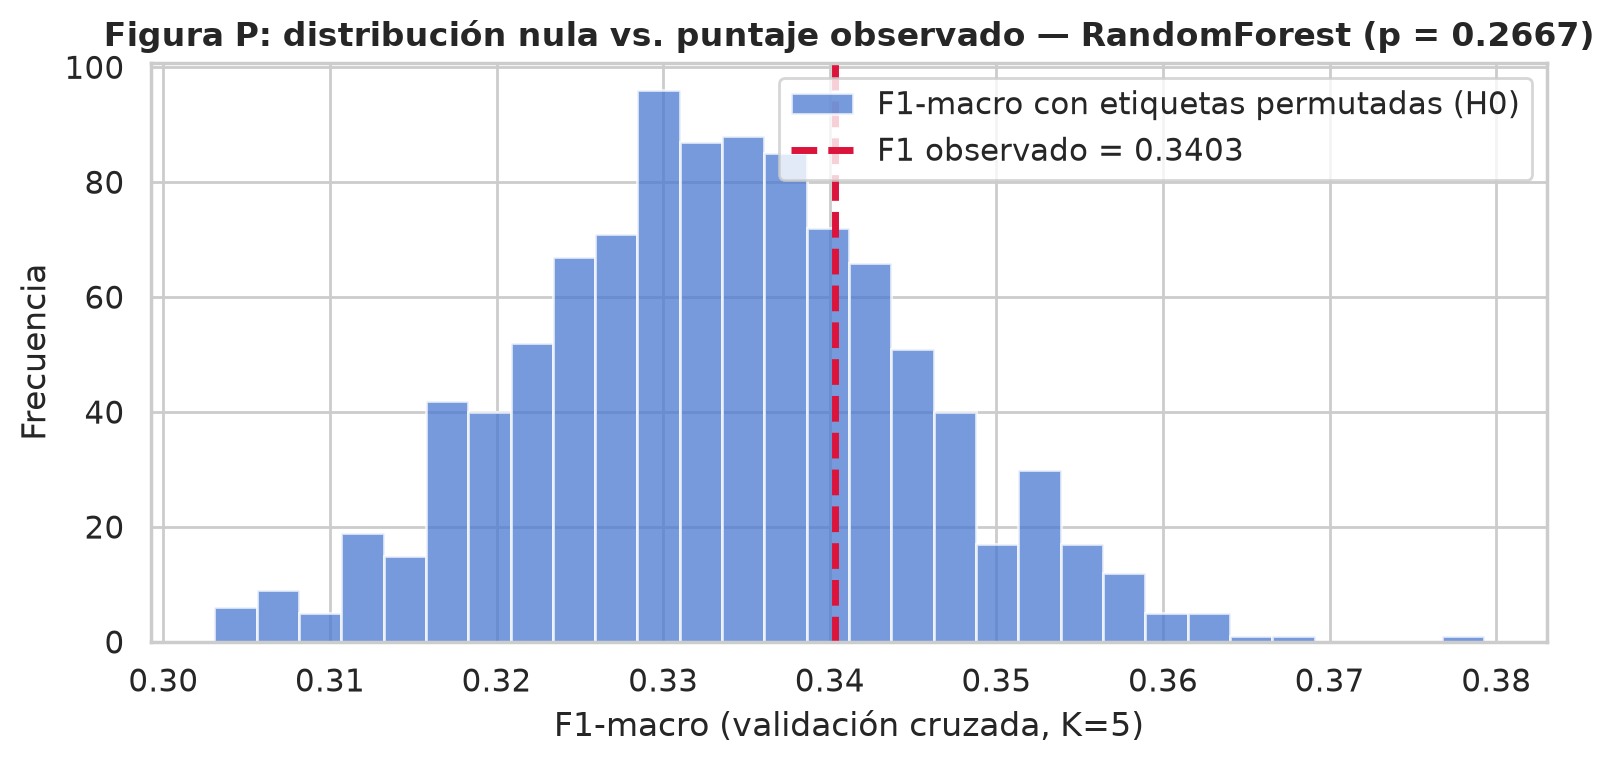 Figura P: distribución nula vs. puntaje observado — RandomForest (p = 0.2667)
F1-macro con etiquetas permutadas (H0)
F1 observado = 0.3403
Frecuencia
100
80
60
40
20
0
0.30 0.31 0.32 0.33 0.34 0.35 0.36 0.37 0.38
F1-macro (validación cruzada, K=5)